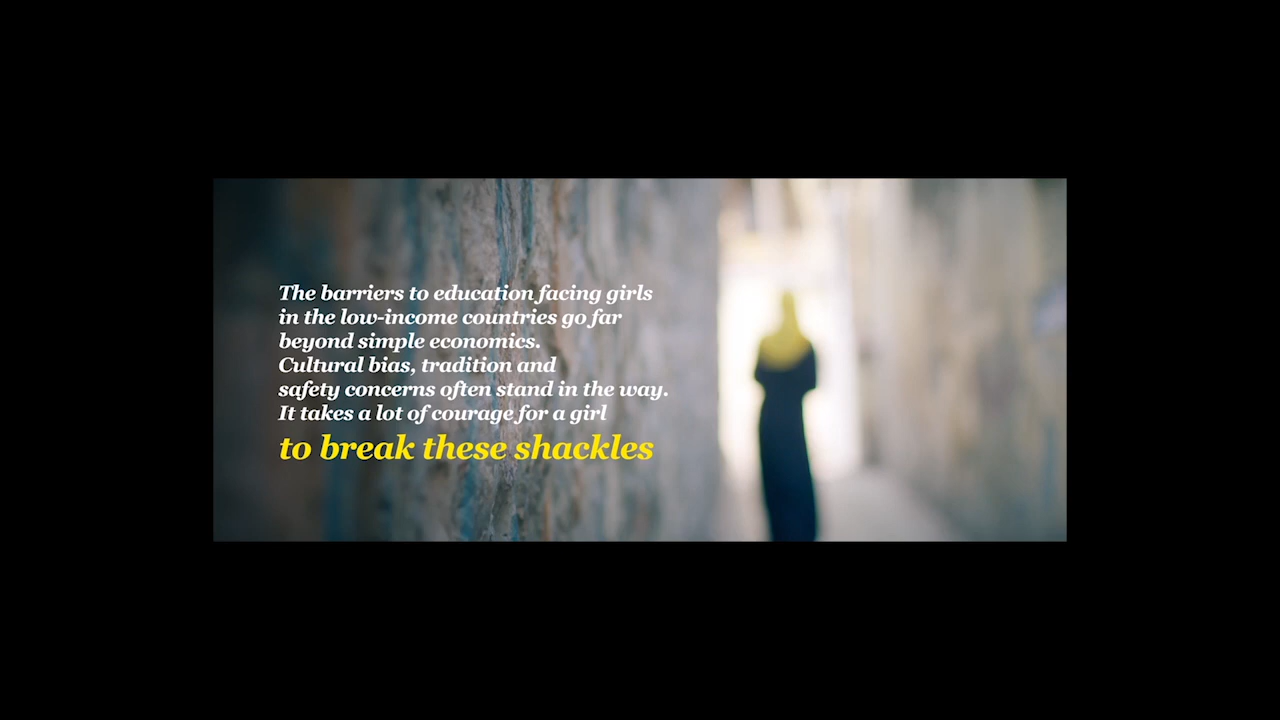 The barriers to education facing girls
in the low-income countries go far
beyond simple economics.
Cultural bias, tradition and
safety concerns often stand in the way.
It takes a lot of courage for a girl
to break these shackles